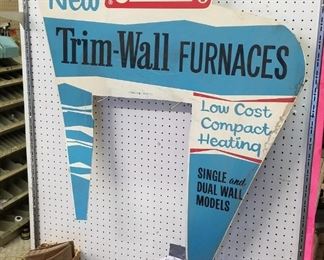 New
Trim-Wall FURNACES
Low Cost
Compact
Heating
SINGLE and
DUAL WALL
MODELS